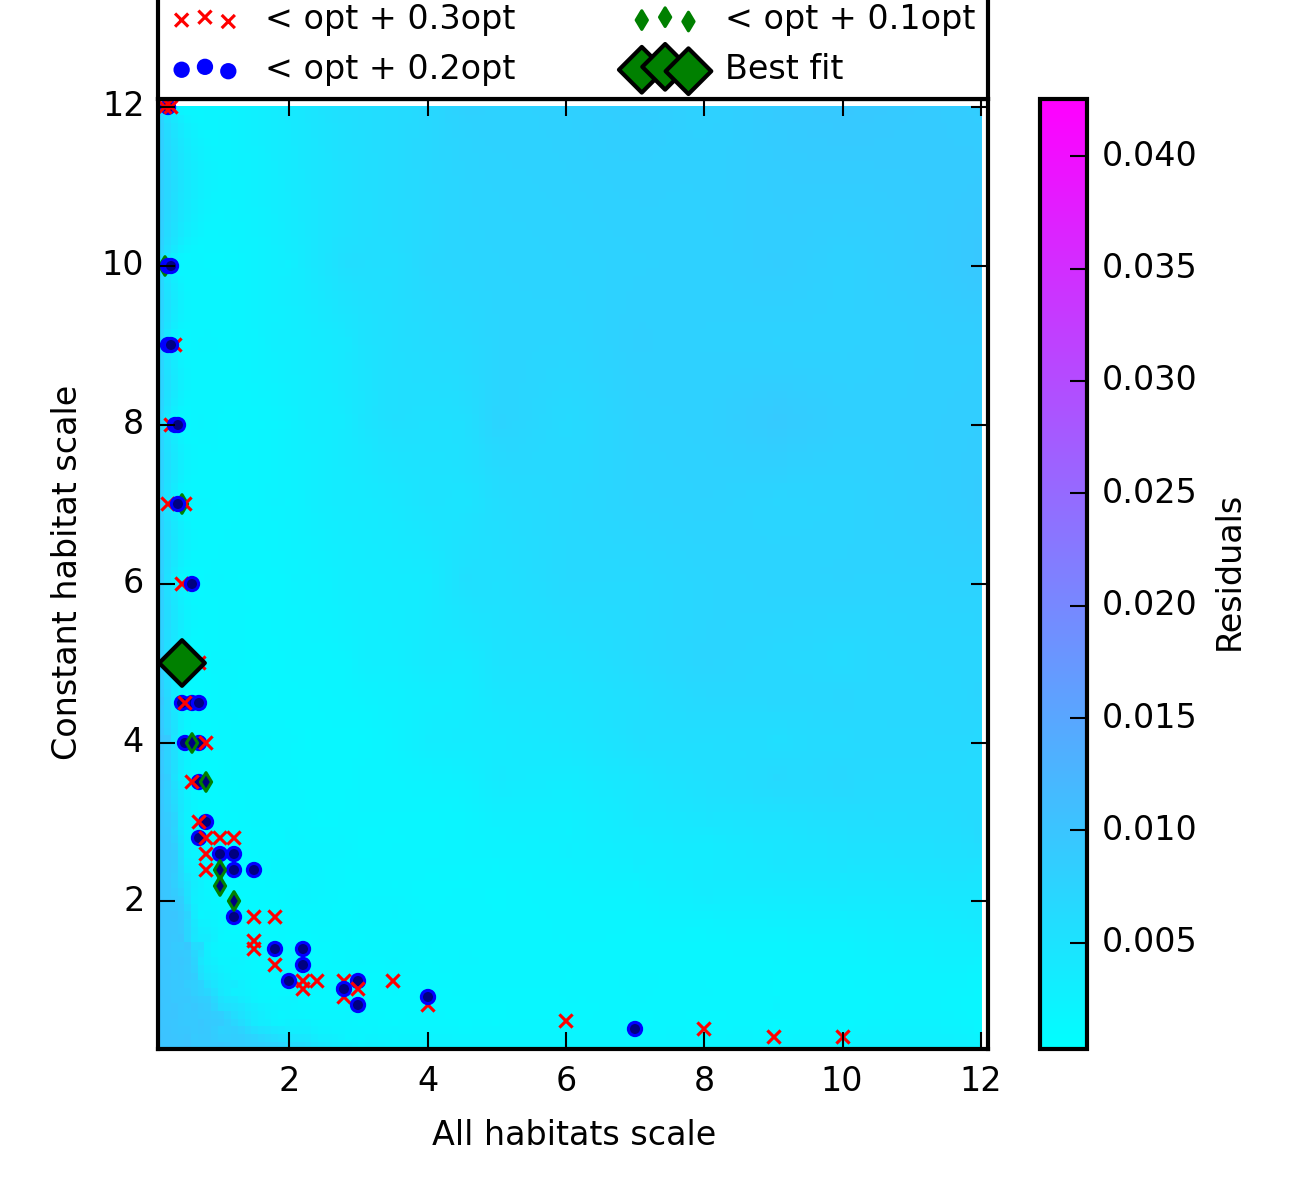 < opt + 0.3opt
< opt + 0.1opt
< opt + 0.2opt
Best fit
12
10
8
6
4
2
Constant habitat scale
2 4 6 8 10 12
All habitats scale
0.040
0.035
0.030
0.025
0.020
0.015
0.010
0.005
Residuals